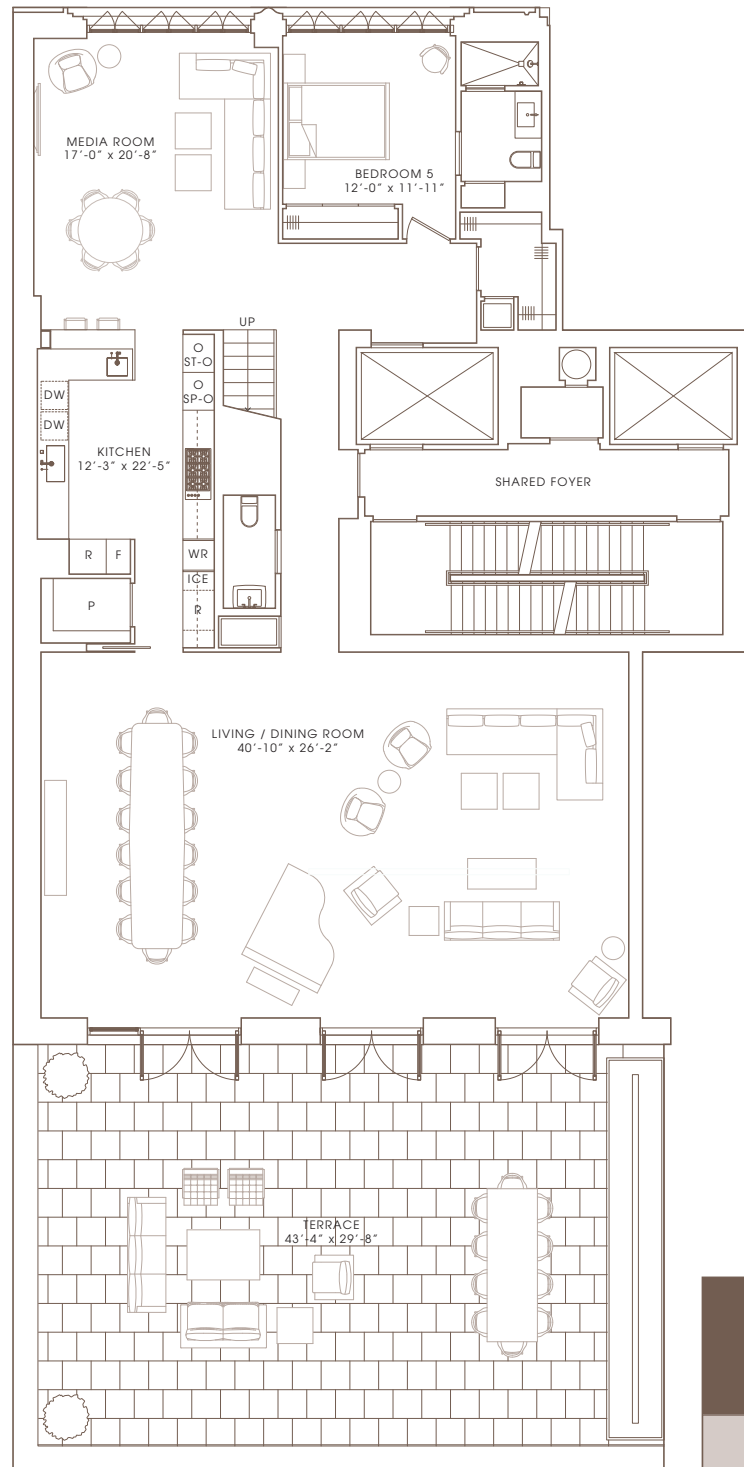 MEDIA ROOM
17'-0" x 20'-8"
BEDROOM 5
12'-0" x 11'-11"
UP
ST-O
SP-O
DW
DW
KITCHEN
12'-3" x 22'-5"
SHARED FOYER
R F
WR
ICE
R
P
LIVING / DINING ROOM
40'-10" x 26'-2"
TERRACE
43'-4" x 29'-8"